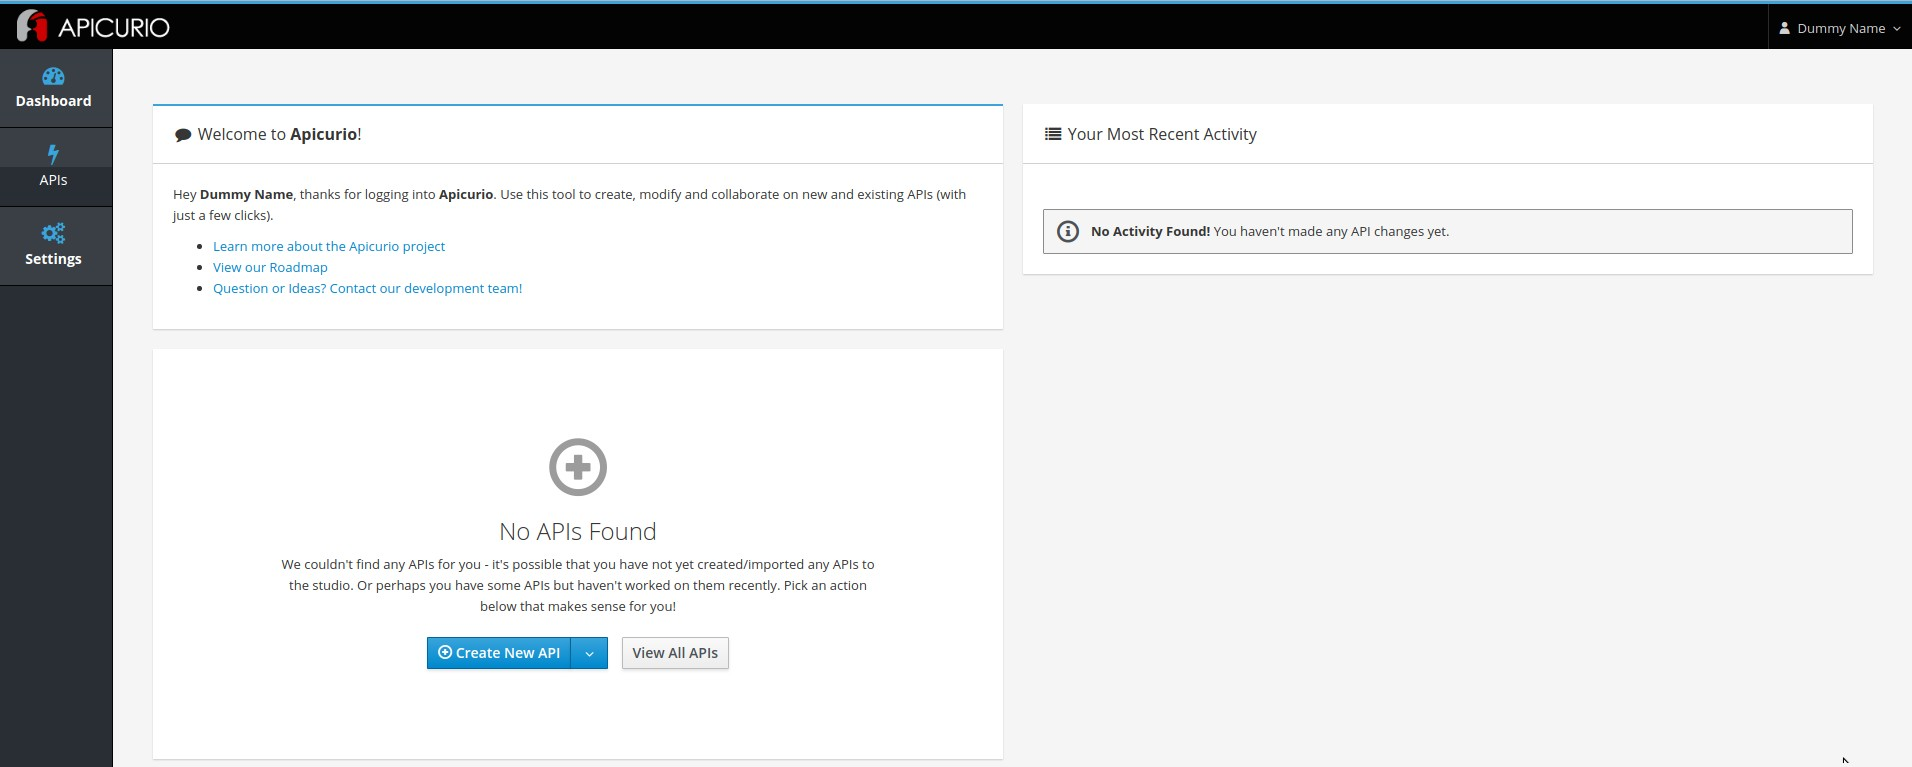 APICURIO
Dummy Name
Dashboard
APIs
Settings
Welcome to Apicurio!
Hey Dummy Name, thanks for logging into Apicurio. Use this tool to create, modify and collaborate on new and existing APIs (with
just a few clicks).
Learn more about the Apicurio project
View our Roadmap
Question or Ideas? Contact our development team!
No APIs Found
We couldn't find any APIs for you - it's possible that you have not yet created/imported any APIs to
the studio. Or perhaps you have some APIs but haven't worked on them recently. Pick an action
below that makes sense for you!
Create New API
View All APIs
Your Most Recent Activity
No Activity Found! You haven't made any API changes yet.